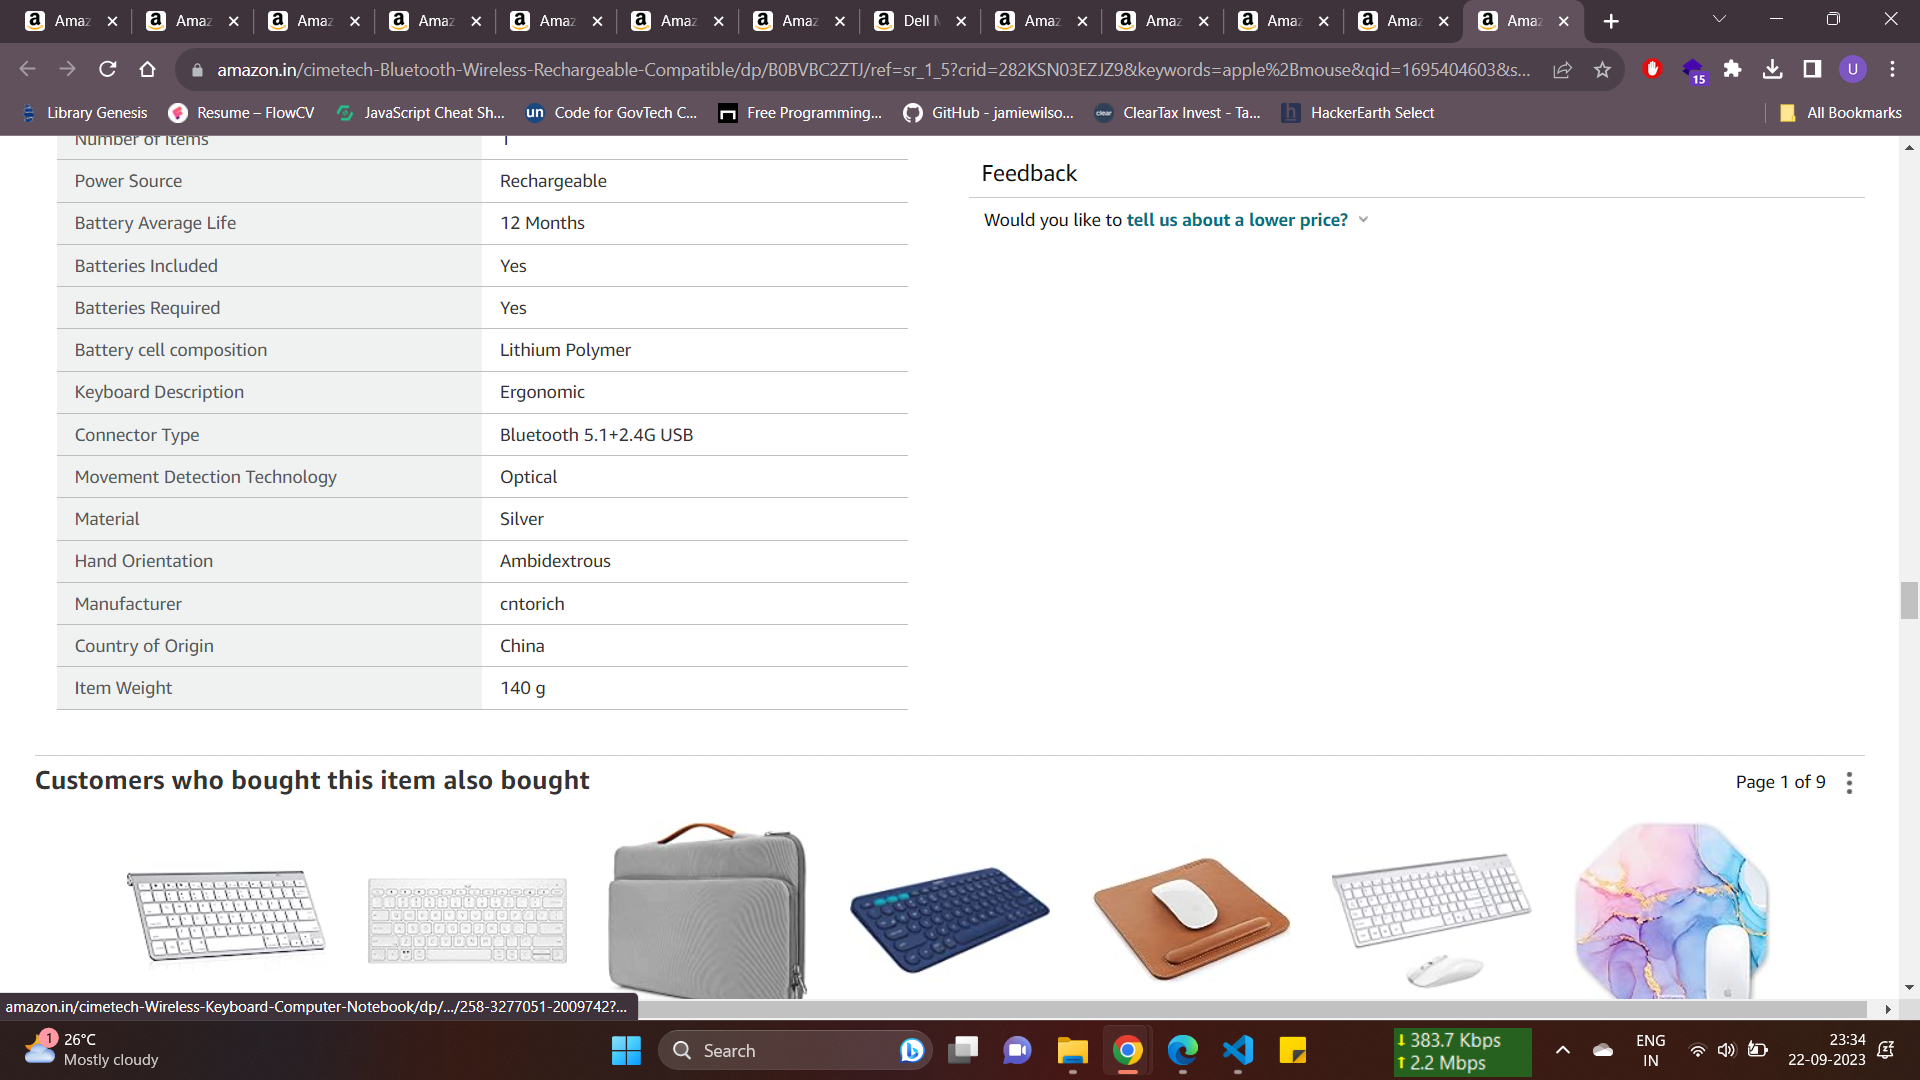 Amaz Amaz Amaz Amaz Amaz Amaz Amaz Dell M Amaz Amaz Amaz Amaz Amaz
amazon.in/cimetech-Bluetooth-Wireless-Rechargeable-Compatible/dp/B0BVBC2ZTJ/ref=sr_1_5?crid=282KSN03EZJZ9&keywords=apple%2Bmouse&qid=1695404603&s... 15 U
Library Genesis Resume – FlowCV JavaScript Cheat Sh... un Code for GovTech C... Free Programming... GitHub - jamiewilso... clear ClearTax Invest - Ta... h HackerEarth Select All Bookmarks
Number of Items 1
Power Source Rechargeable
Battery Average Life 12 Months
Batteries Included Yes
Batteries Required Yes
Battery cell composition Lithium Polymer
Keyboard Description Ergonomic
Connector Type Bluetooth 5.1+2.4G USB
Movement Detection Technology Optical
Material Silver
Hand Orientation Ambidextrous
Manufacturer cntorich
Country of Origin China
Item Weight 140 g
Feedback
Would you like to tell us about a lower price?
Customers who bought this item also bought
Page 1 of 9
amazon.in/cimetech-Wireless-Keyboard-Computer-Notebook/dp/.../258-3277051-2009742?...
1
26°C
Mostly cloudy
Search
383.7 Kbps
2.2 Mbps
ENG
IN
23:34
22-09-2023